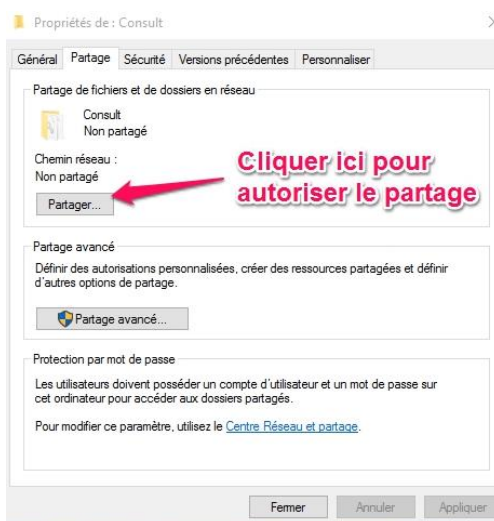 Propriétés de : Consult
Général Partage Sécurité Versions précédentes Personnaliser
Partage de fichiers et de dossiers en réseau
Consult
Non partagé
Chemin réseau :
Non partagé
Partager...
Cliquer ici pour
autoriser le partage
Partage avancé
Définir des autorisations personnalisées, créer des ressources partagées et définir
d'autres options de partage.
Partage avancé...
Protection par mot de passe
Les utilisateurs doivent posséder un compte d'utilisateur et un mot de passe sur
cet ordinateur pour accéder aux dossiers partagés.
Pour modifier ce paramètre, utilisez le Centre Réseau et partage.
Fermer Annuler Appliquer